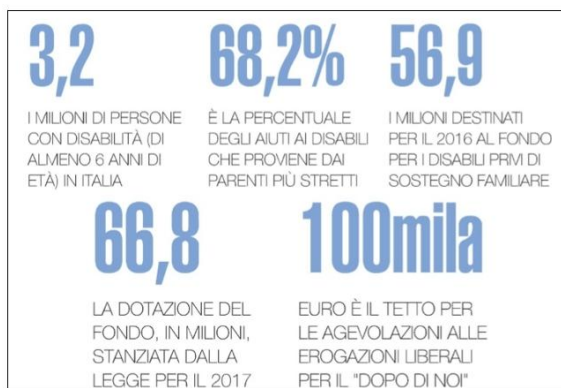 3,2
I MILIONI DI PERSONE
CON DISABILITÀ (DI
ALMENO 6 ANNI DI
ETÀ) IN ITALIA
68,2%
È LA PERCENTUALE
DEGLI AIUTI AI DISABILI
CHE PROVIENE DAI
PARENTI PIÙ STRETTI
56,9
I MILIONI DESTINATI
PER IL 2016 AL FONDO
PER I DISABILI PRIVI DI
SOSTEGNO FAMILIARE
66,8
LA DOTAZIONE DEL
FONDO, IN MILIONI,
STANZIATA DALLA
LEGGE PER IL 2017
100mila
EURO È IL TETTO PER
LE AGEVOLAZIONI ALLE
EROGAZIONI LIBERALI
PER IL "DOPO DI NOI"